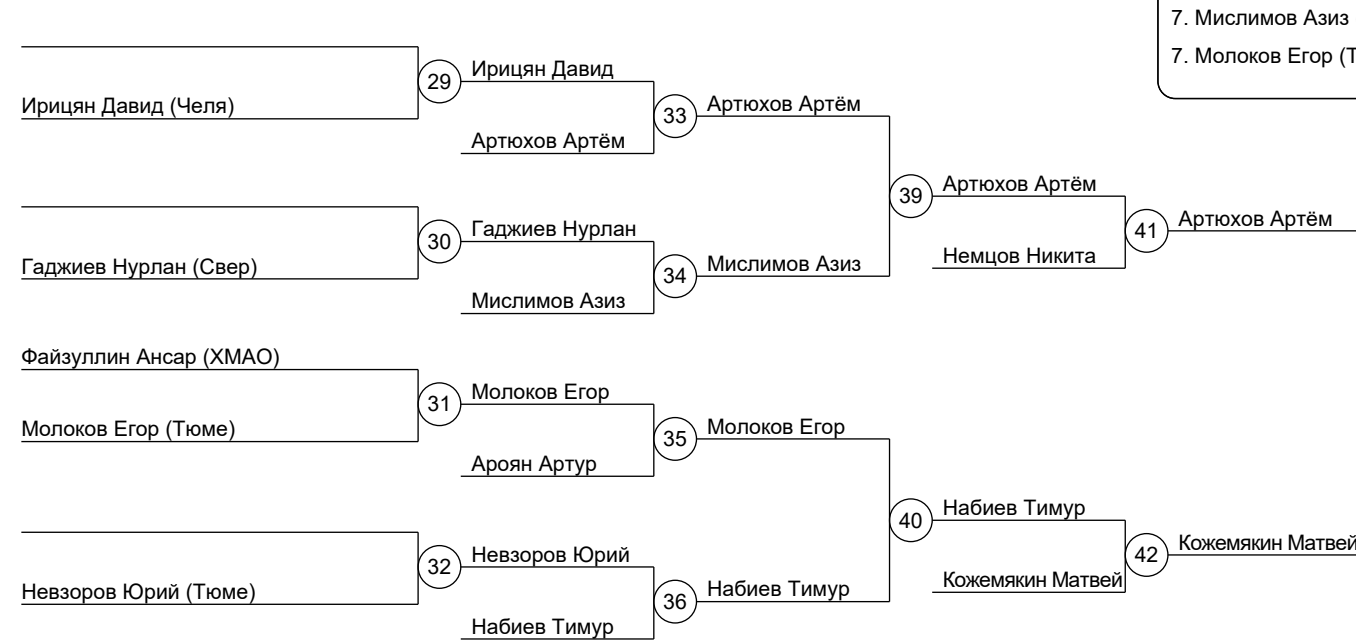 7. Мислимов Азиз
7. Молоков Егор (Т
29
Ирицян Давид
Ирицян Давид (Челя)
33
Артюхов Артём
Артюхов Артём
39
Артюхов Артём
41
Артюхов Артём
30
Гаджиев Нурлан
Немцов Никита
Гаджиев Нурлан (Свер)
34
Мислимов Азиз
Мислимов Азиз
Файзуллин Ансар (ХМАО)
31
Молоков Егор
Молоков Егор (Тюме)
35
Молоков Егор
Ароян Артур
40
Набиев Тимур
42
Кожемякин Матвей
32
Невзоров Юрий
Кожемякин Матвей
Невзоров Юрий (Тюме)
36
Набиев Тимур
Набиев Тимур